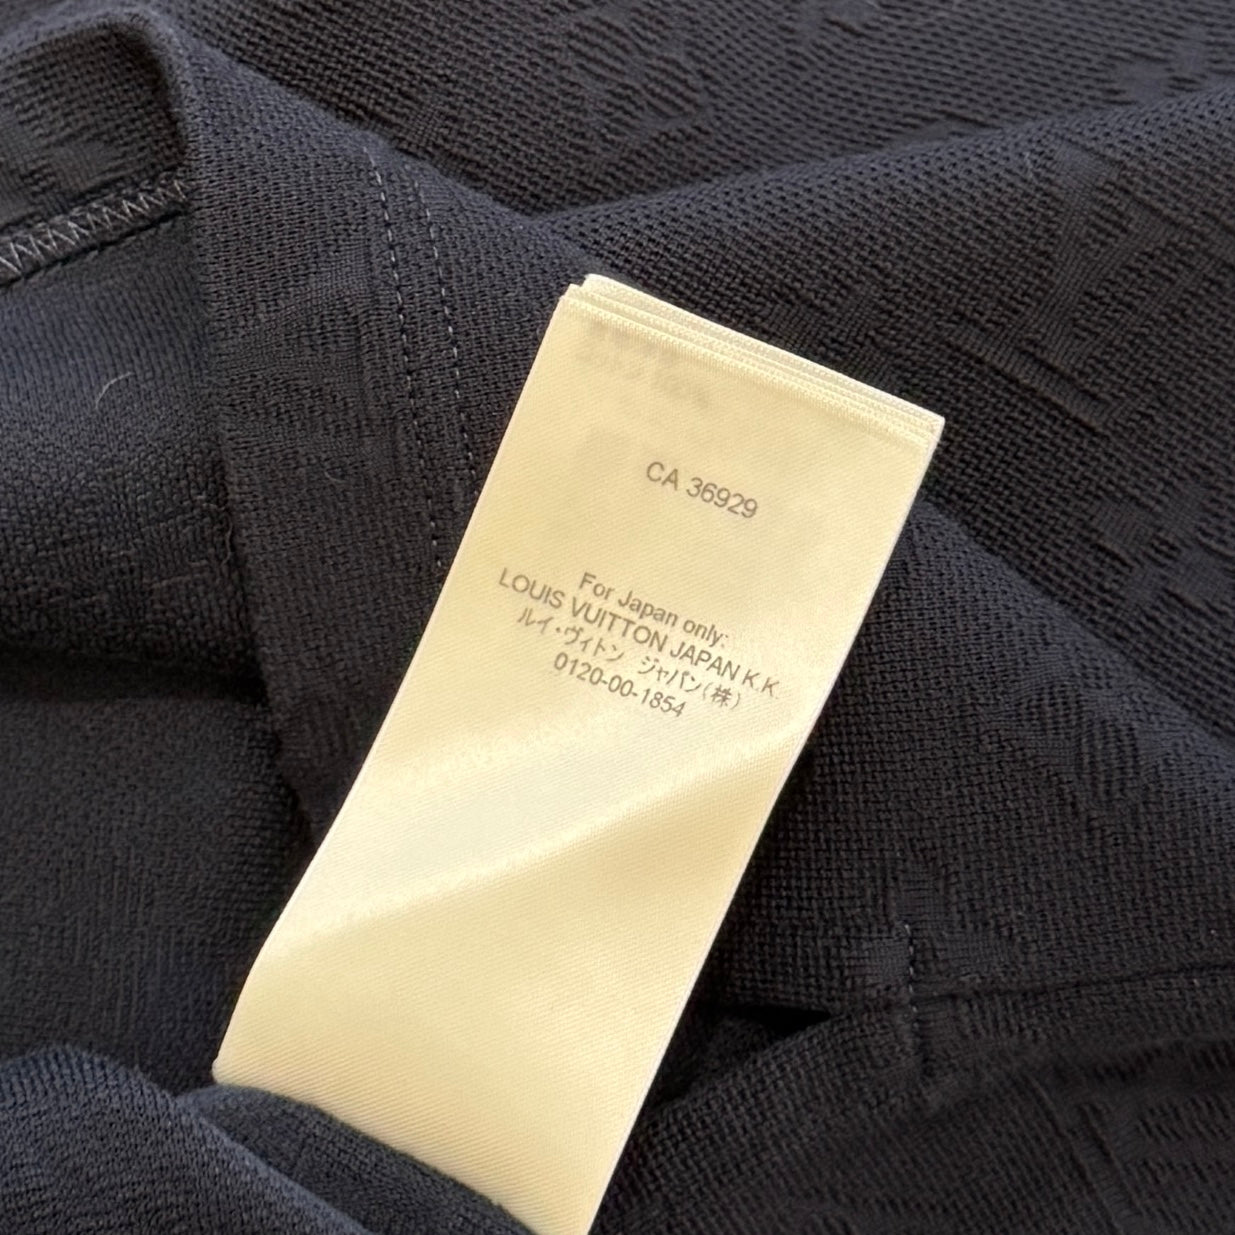 CA 36929
For Japan only:
LOUIS VUITTON JAPAN K.K.
ルイ・ヴィトン ジャパン(株)
0120-00-1854